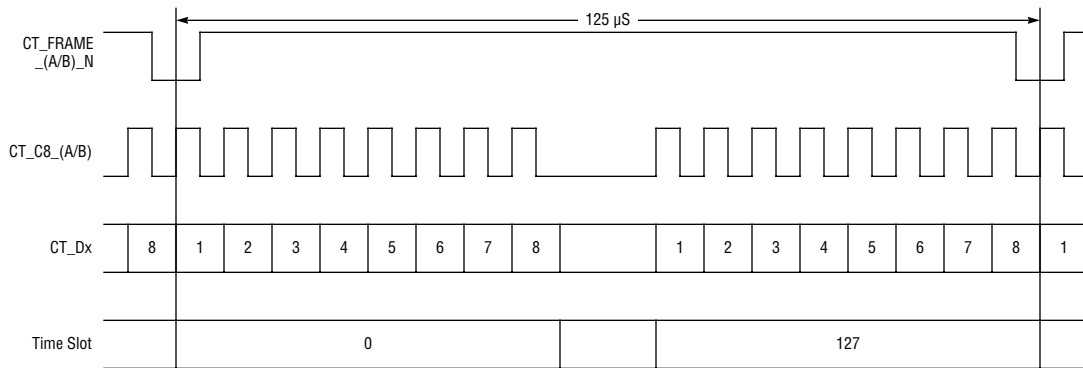 125 µS
CT_FRAME
_(A/B)_N
CT_C8_(A/B)
CT_Dx
8 1 2 3 4 5 6 7 8 1 2 3 4 5 6 7 8 1
Time Slot
0 127